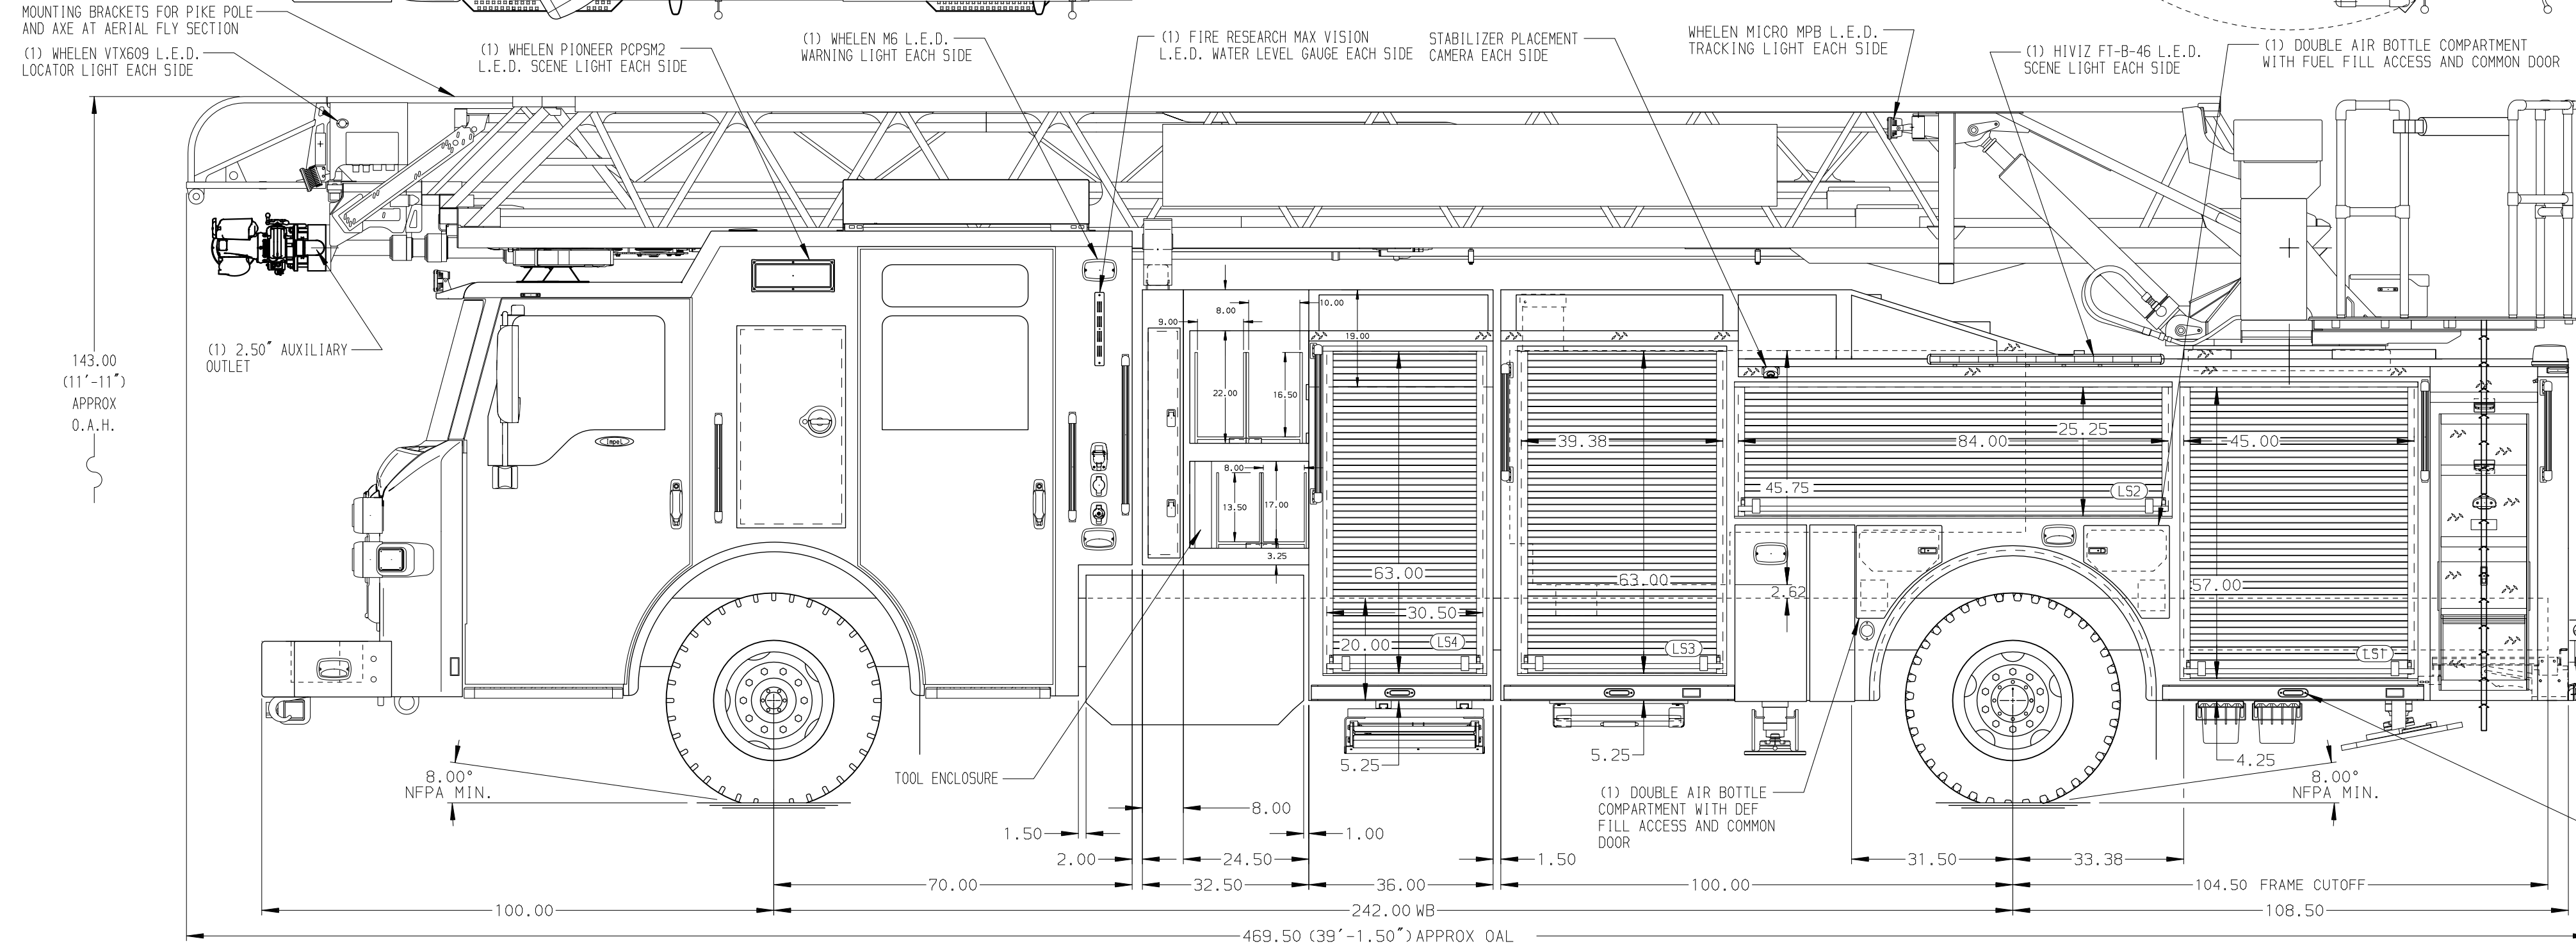 MOUNTING BRACKETS FOR PIKE POLE
AND AXE AT AERIAL FLY SECTION
(1) WHELEN VTX609 L.E.D.
LOCATOR LIGHT EACH SIDE
(1) WHELEN PIONEER PCPSM2
L.E.D. SCENE LIGHT EACH SIDE
(1) WHELEN M6 L.E.D.
WARNING LIGHT EACH SIDE
(1) FIRE RESEARCH MAX VISION
L.E.D. WATER LEVEL GAUGE EACH SIDE
STABILIZER PLACEMENT
CAMERA EACH SIDE
WHELEN MICRO MPB L.E.D.
TRACKING LIGHT EACH SIDE
(1) HIVIZ FT-B-46 L.E.D.
SCENE LIGHT EACH SIDE
(1) DOUBLE AIR BOTTLE COMPARTMENT
WITH FUEL FILL ACCESS AND COMMON DOOR
143.00
(11'-11")
APPROX
O.A.H.
(1) 2.50" AUXILIARY
OUTLET
Impel
9.00
8.00
10.00
19.00
22.00
16.50
8.00
13.50
17.00
3.25
63.00
30.50
20.00
LS4
39.38
63.00
LS3
84.00
25.25
45.75
LS2
2.62
45.00
57.00
LS1
8.00°
NFPA MIN.
TOOL ENCLOSURE
5.25
5.25
4.25
8.00°
NFPA MIN.
(1) DOUBLE AIR BOTTLE
COMPARTMENT WITH DEF
FILL ACCESS AND COMMON
DOOR
8.00
1.50
1.00
2.00
24.50
1.50
31.50
33.38
70.00
32.50
36.00
100.00
104.50 FRAME CUTOFF
100.00
242.00 WB
108.50
469.50 (39'-1.50") APPROX OAL